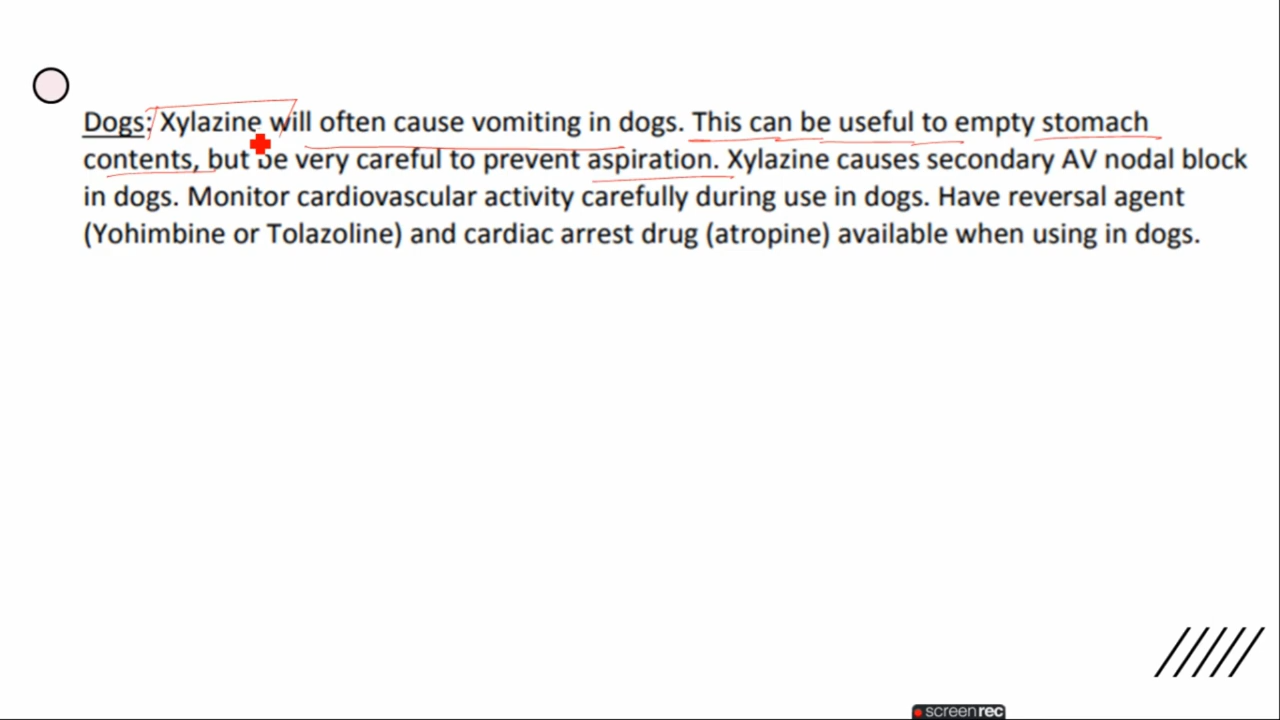 Dogs: Xylazine will often cause vomiting in dogs. This can be useful to empty stomach
contents, but be very careful to prevent aspiration. Xylazine causes secondary AV nodal block
in dogs. Monitor cardiovascular activity carefully during use in dogs. Have reversal agent
(Yohimbine or Tolazoline) and cardiac arrest drug (atropine) available when using in dogs.
screenrec